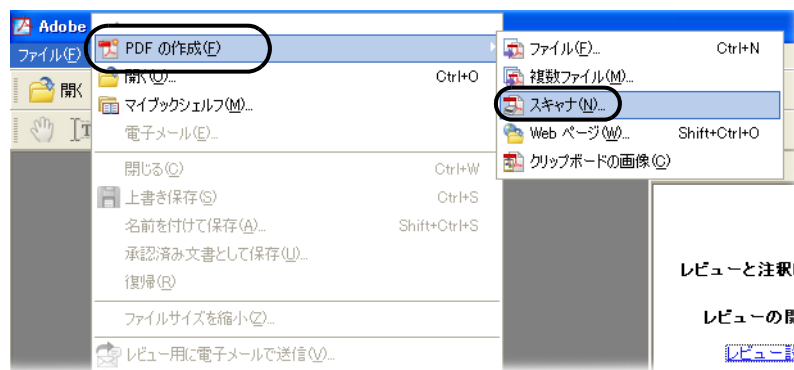 Adobe
ファイル(F)
開く
PDF の作成(F)
開く(O)... Ctrl+O
マイブックシェルフ(M)...
電子メール(E)...
閉じる(C) Ctrl+W
上書き保存(S) Ctrl+S
名前を付けて保存(A)... Shift+Ctrl+S
承認済み文書として保存(U)...
復帰(R)
ファイルサイズを縮小(Z)...
レビュー用に電子メールで送信(V)...
ファイル(F)... Ctrl+N
複数ファイル(M)...
スキャナ(N)...
Web ページ(W)... Shift+Ctrl+O
クリップボードの画像(C)
レビューと注釈
レビューの
レビュー